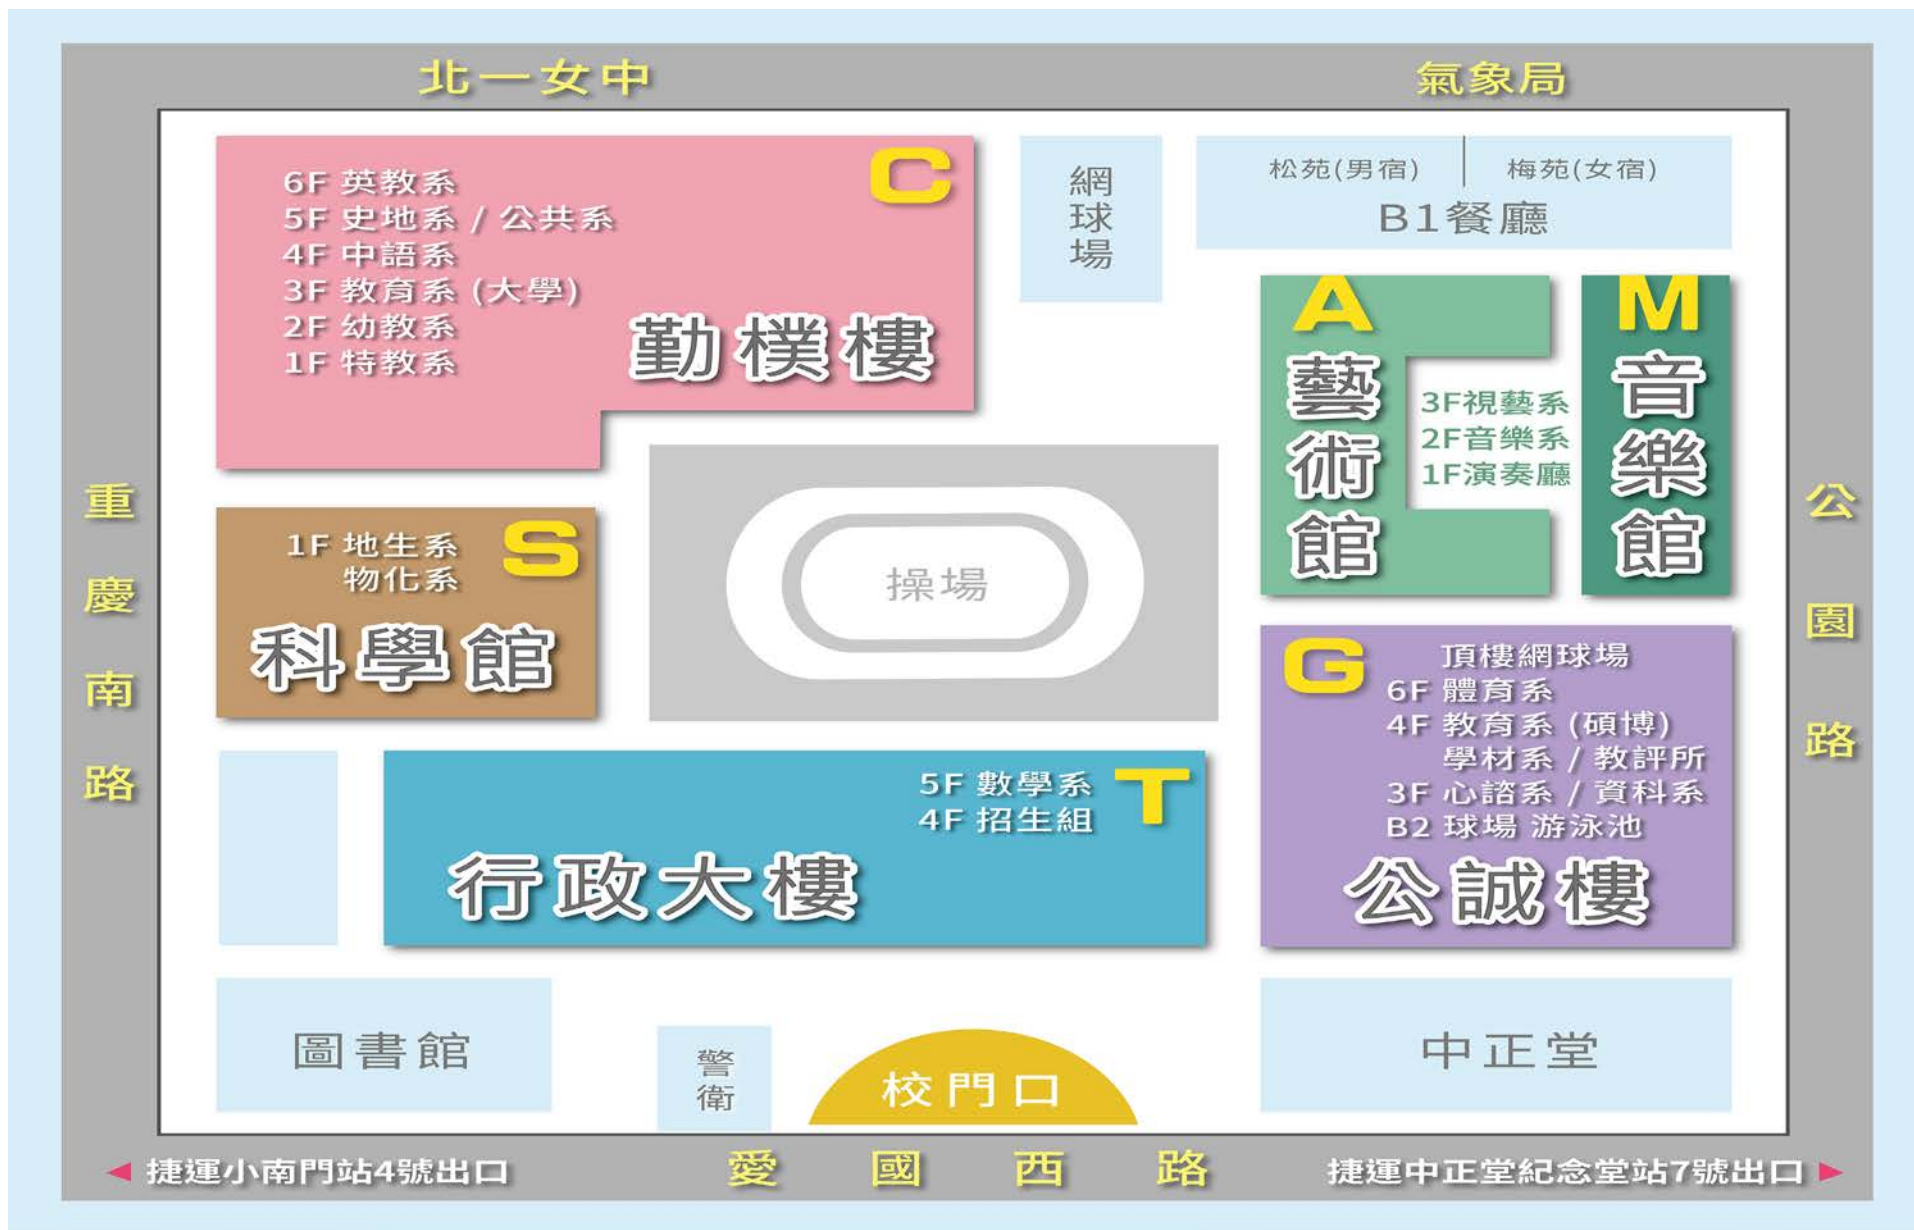 北一女中
氣象局
C
6F 英教系
5F 史地系 / 公共系
4F 中語系
3F 教育系 (大學)
2F 幼教系
1F 特教系
勤樸樓
網球場
松苑(男宿)
梅苑(女宿)
B1餐廳
A
藝術館
3F視藝系
2F音樂系
1F演奏廳
M
音樂館
重慶南路
公園路
S
1F 地生系
物化系
科學館
操場
G
頂樓網球場
6F 體育系
4F 教育系 (碩博)
學材系 / 教評所
3F 心諮系 / 資科系
B2 球場 游泳池
公誠樓
T
5F 數學系
4F 招生組
行政大樓
圖書館
警衛
校門口
中正堂
捷運小南門站4號出口
愛國西路
捷運中正堂紀念堂站7號出口